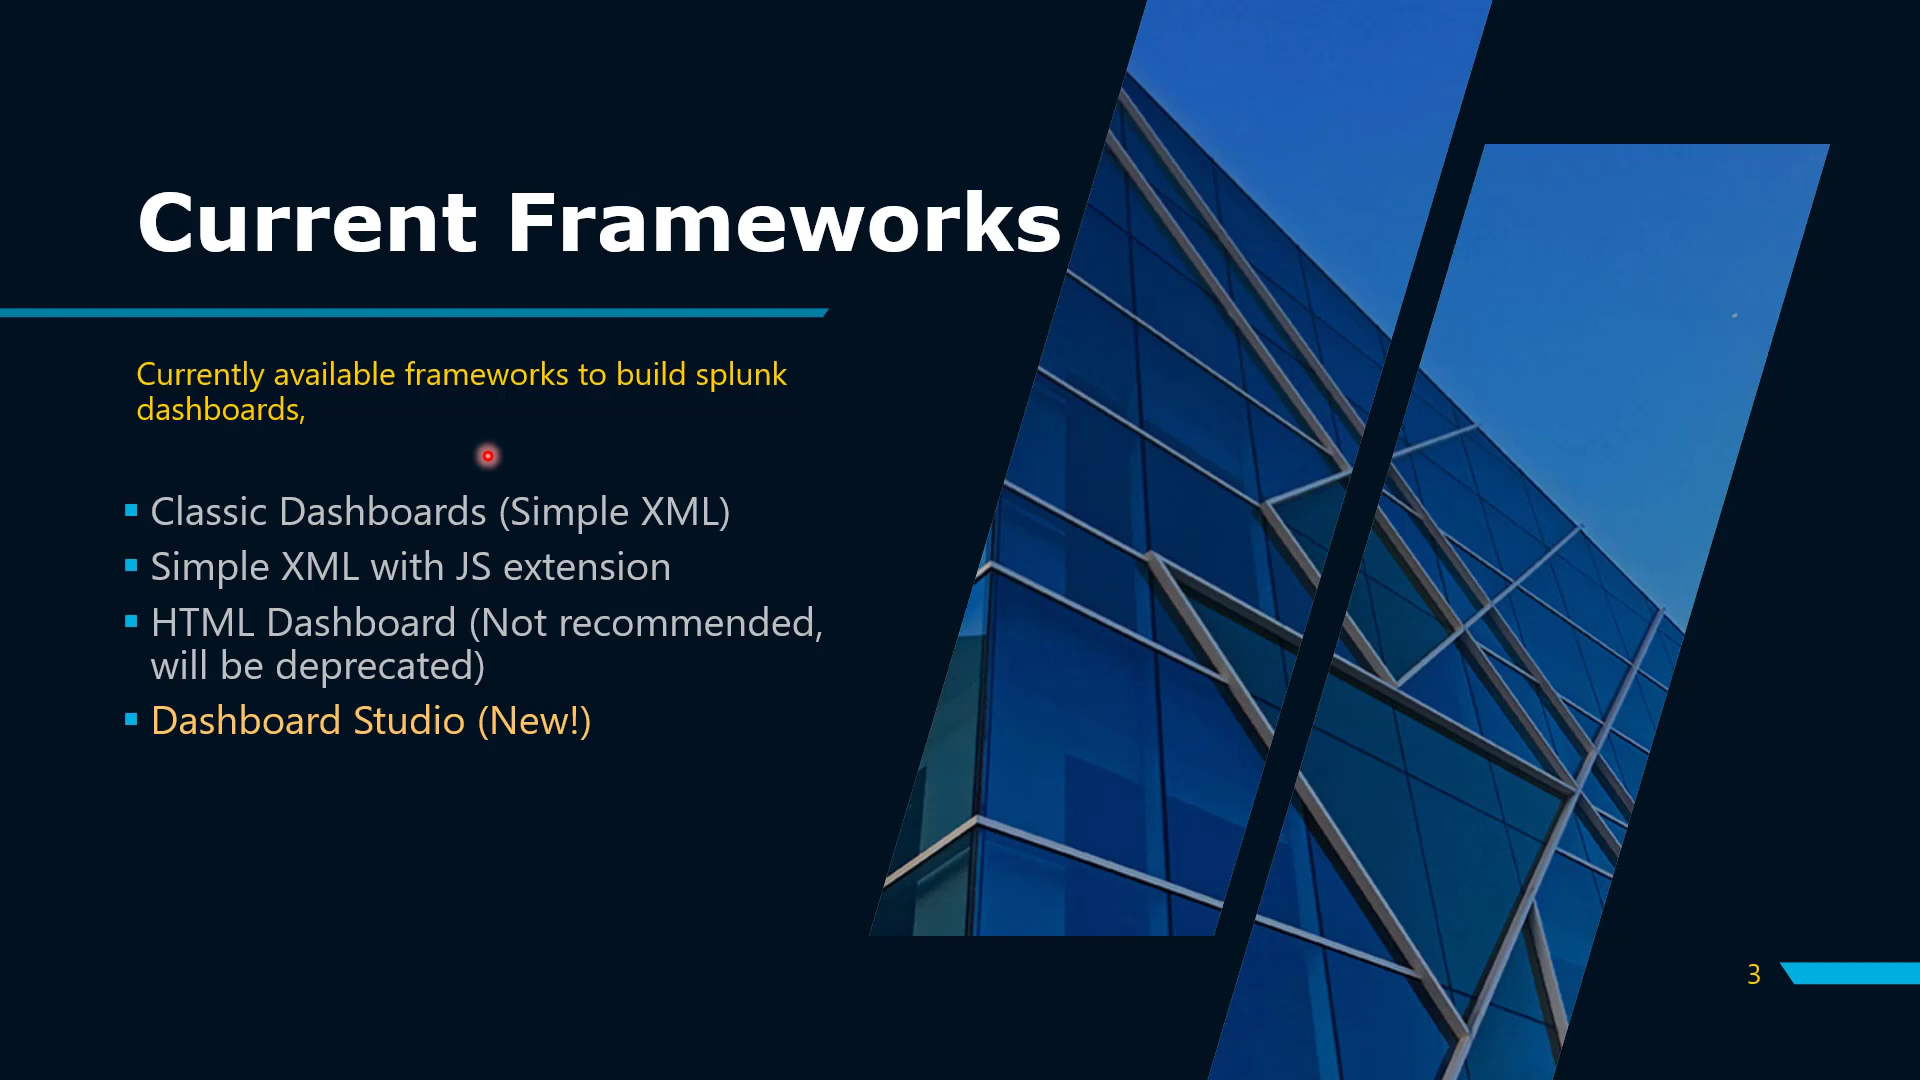 Current Frameworks
Currently available frameworks to build splunk
dashboards,
Classic Dashboards (Simple XML)
Simple XML with JS extension
HTML Dashboard (Not recommended,
will be deprecated)
Dashboard Studio (New!)
3